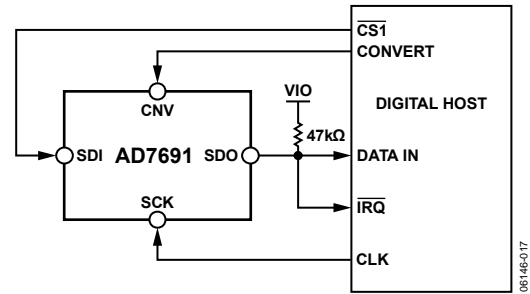 CS1
CONVERT
VIO
CNV
DIGITAL HOST
47kΩ
SDI AD7691 SDO
DATA IN
SCK
IRQ
CLK
06146-017